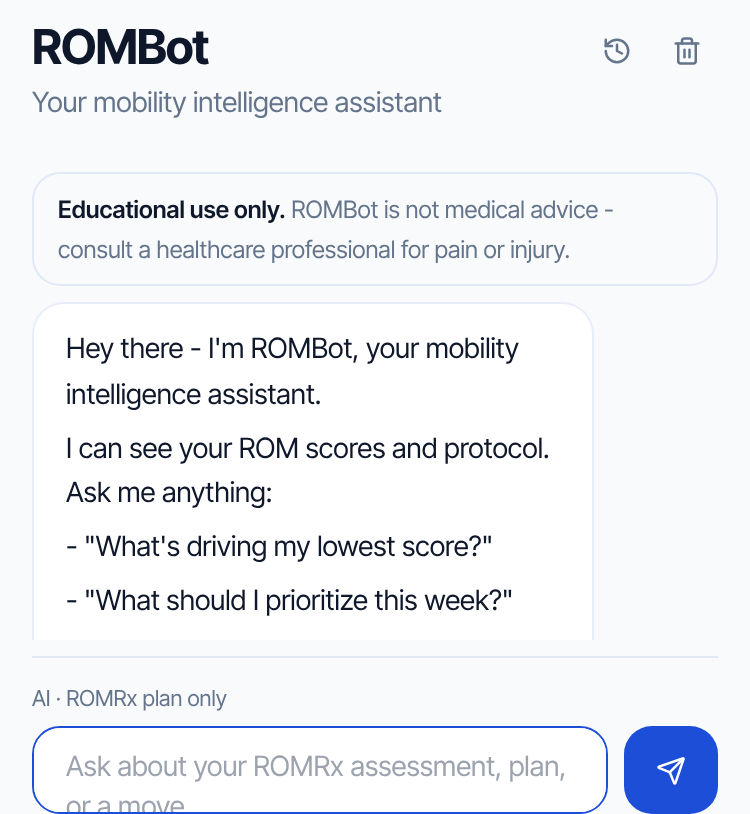 ROMBot
Your mobility intelligence assistant
Educational use only. ROMBot is not medical advice -
consult a healthcare professional for pain or injury.
Hey there - I'm ROMBot, your mobility
intelligence assistant.
I can see your ROM scores and protocol.
Ask me anything:
- "What's driving my lowest score?"
- "What should I prioritize this week?"
AI · ROMRx plan only
Ask about your ROMRx assessment, plan,
or a move